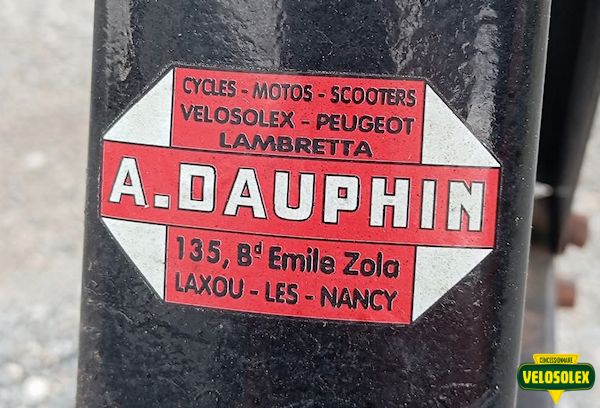 CYCLES - MOTOS - SCOOTERS
VELOSOLEX - PEUGEOT
LAMBRETTA
A.DAUPHIN
135, Bd Emile Zola
LAXOU - LES - NANCY
CONCESSIONNAIRE
VELOSOLEX